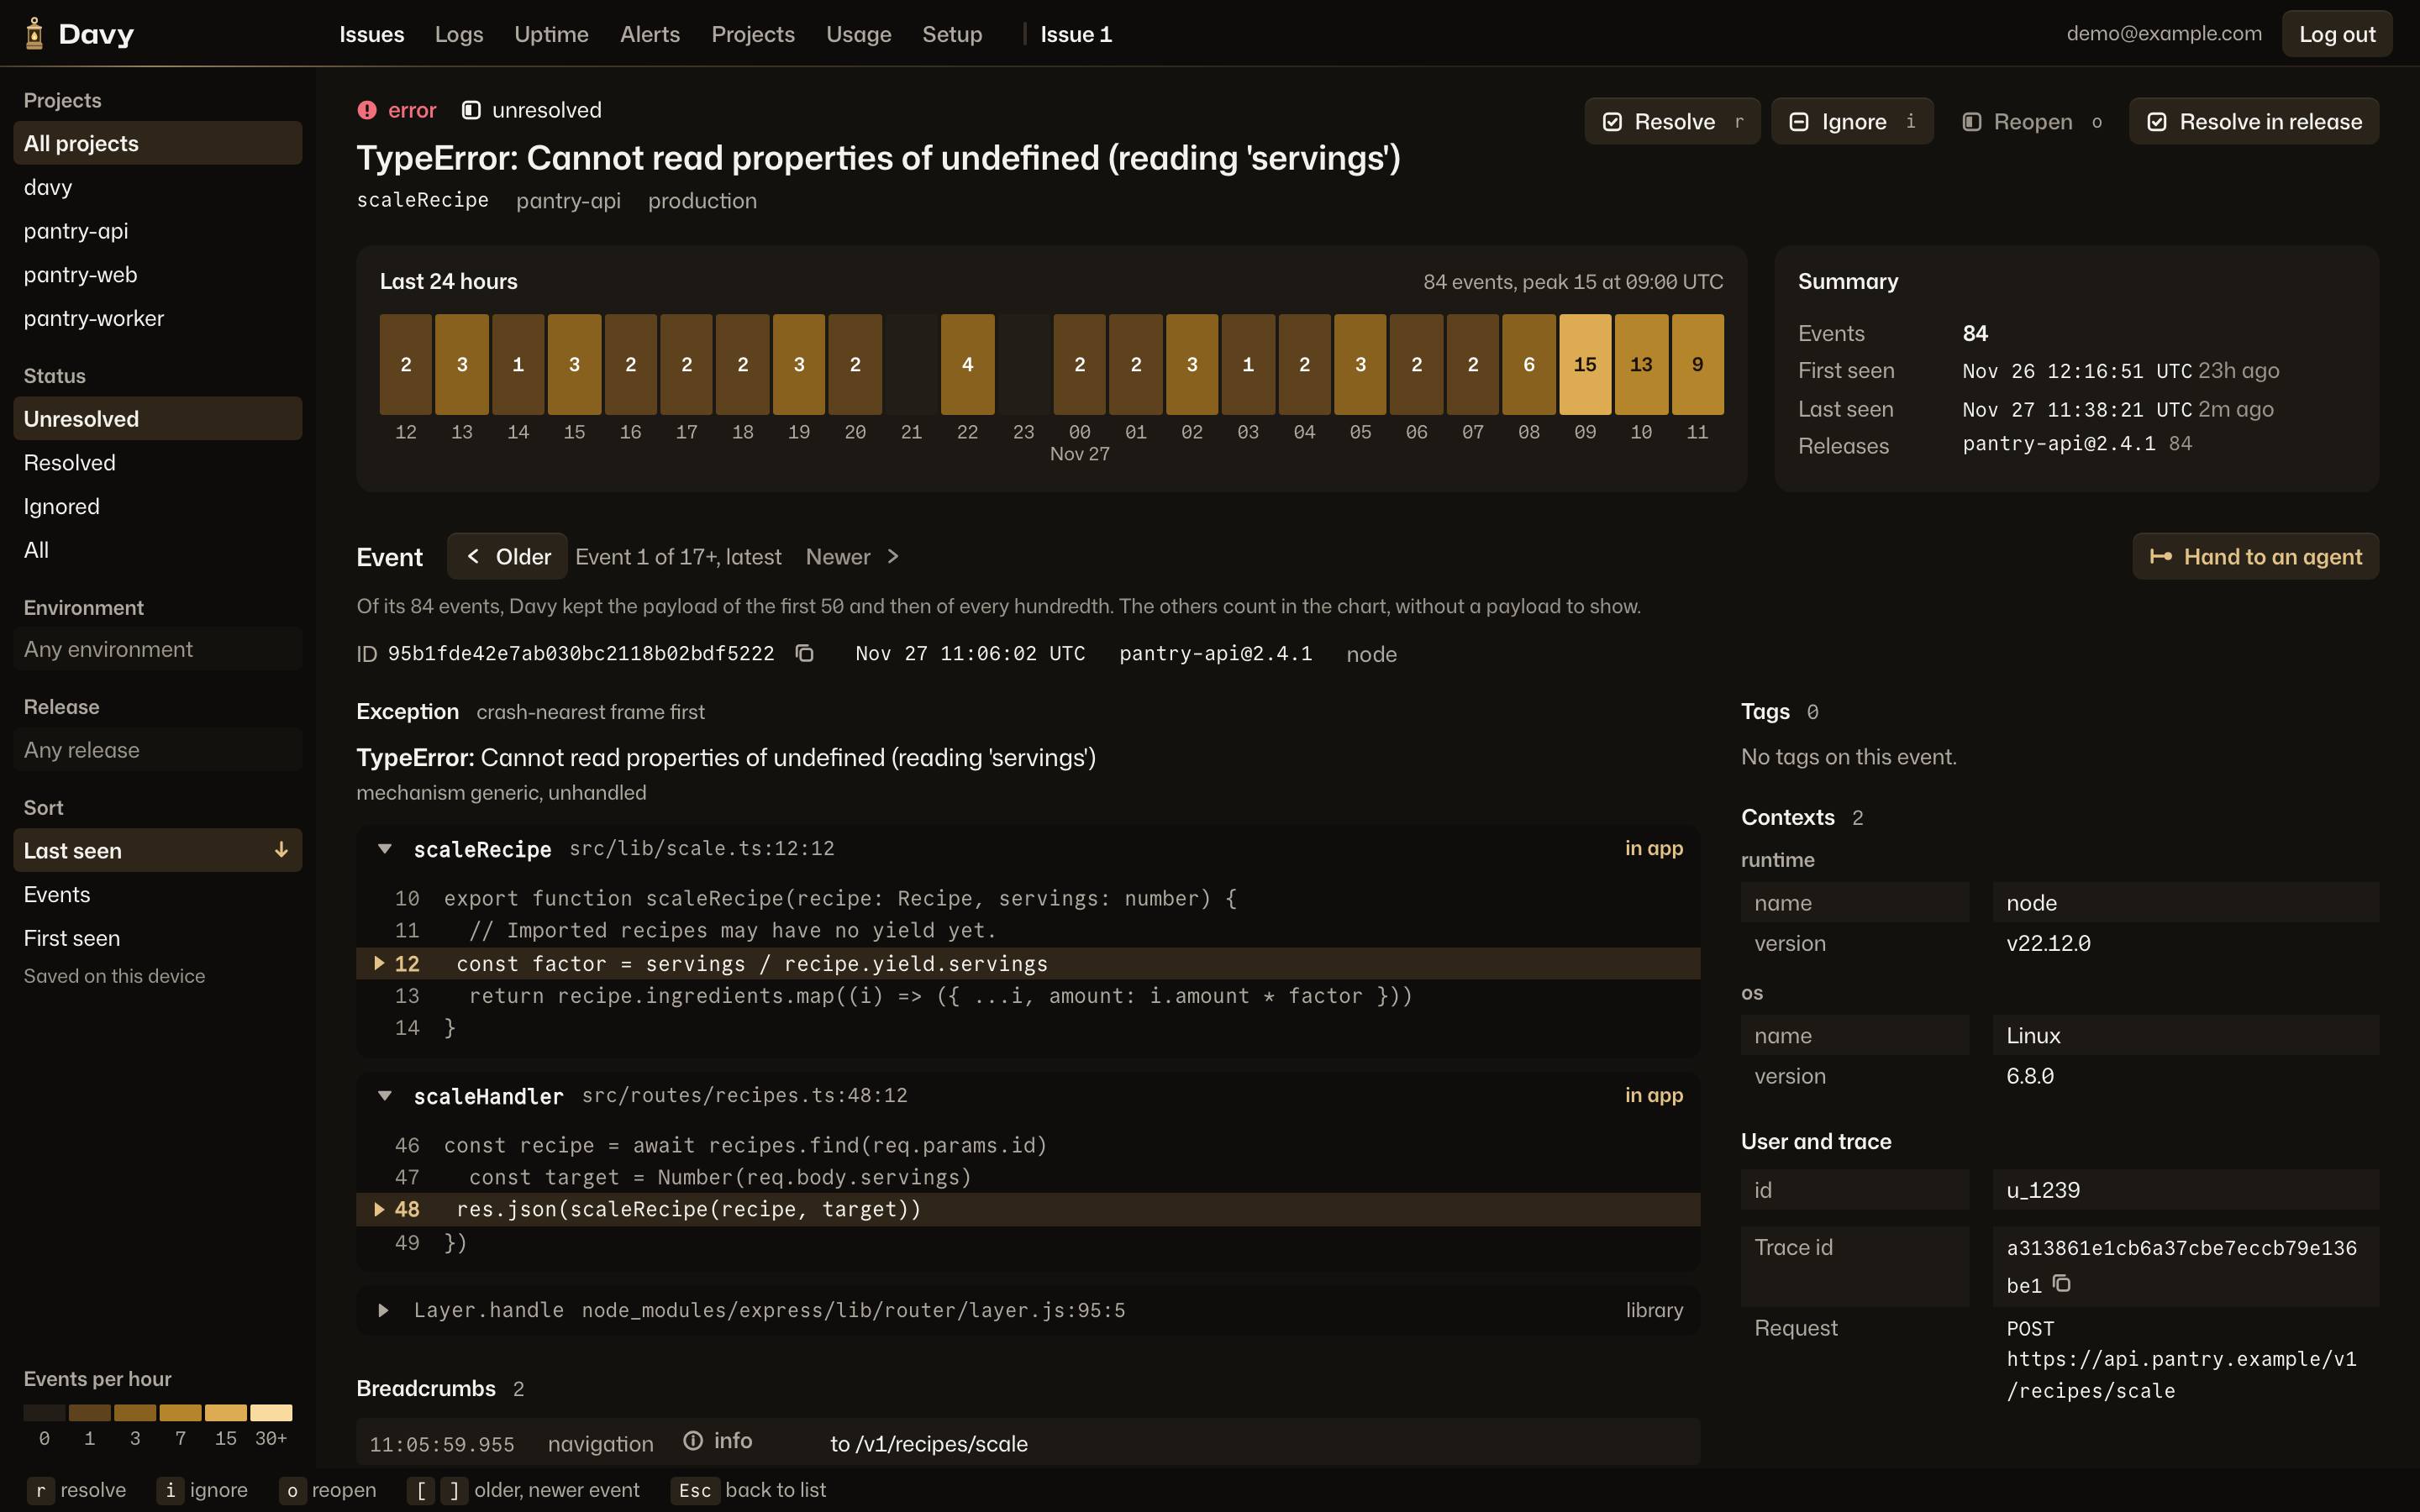 Davy
Issues Logs Uptime Alerts Projects Usage Setup Issue 1
demo@example.com Log out
Projects
All projects
davy
pantry-api
pantry-web
pantry-worker
Status
Unresolved
Resolved
Ignored
All
Environment
Any environment
Release
Any release
Sort
Last seen
Events
First seen
Saved on this device
Events per hour
0 1 3 7 15 30+
error unresolved
TypeError: Cannot read properties of undefined (reading 'servings')
scaleRecipe pantry-api production
Resolve r Ignore i Reopen o Resolve in release
Last 24 hours 84 events, peak 15 at 09:00 UTC
2 3 1 3 2 2 2 3 2 4 2 2 3 1 2 3 2 2 6 15 13 9
12 13 14 15 16 17 18 19 20 21 22 23 00 01 02 03 04 05 06 07 08 09 10 11
Nov 27
Summary
Events 84
First seen Nov 26 12:16:51 UTC 23h ago
Last seen Nov 27 11:38:21 UTC 2m ago
Releases pantry-api@2.4.1 84
Event Older Event 1 of 17+, latest Newer Hand to an agent
Of its 84 events, Davy kept the payload of the first 50 and then of every hundredth. The others count in the chart, without a payload to show.
ID 95b1fde42e7ab030bc2118b02bdf5222 Nov 27 11:06:02 UTC pantry-api@2.4.1 node
Exception crash-nearest frame first
TypeError: Cannot read properties of undefined (reading 'servings')
mechanism generic, unhandled
scaleRecipe src/lib/scale.ts:12:12 in app
10 export function scaleRecipe(recipe: Recipe, servings: number) {
11 // Imported recipes may have no yield yet.
12 const factor = servings / recipe.yield.servings
13 return recipe.ingredients.map((i) => ({ ...i, amount: i.amount * factor }))
14 }
scaleHandler src/routes/recipes.ts:48:12 in app
46 const recipe = await recipes.find(req.params.id)
47 const target = Number(req.body.servings)
48 res.json(scaleRecipe(recipe, target))
49 })
Layer.handle node_modules/express/lib/router/layer.js:95:5 library
Breadcrumbs 2
11:05:59.955 navigation info to /v1/recipes/scale
Tags 0
No tags on this event.
Contexts 2
runtime
name node
version v22.12.0
os
name Linux
version 6.8.0
User and trace
id u_1239
Trace id a313861e1cb6a37cbe7eccb79e136
be1
Request POST
https://api.pantry.example/v1
/recipes/scale
r resolve i ignore o reopen [ ] older, newer event Esc back to list